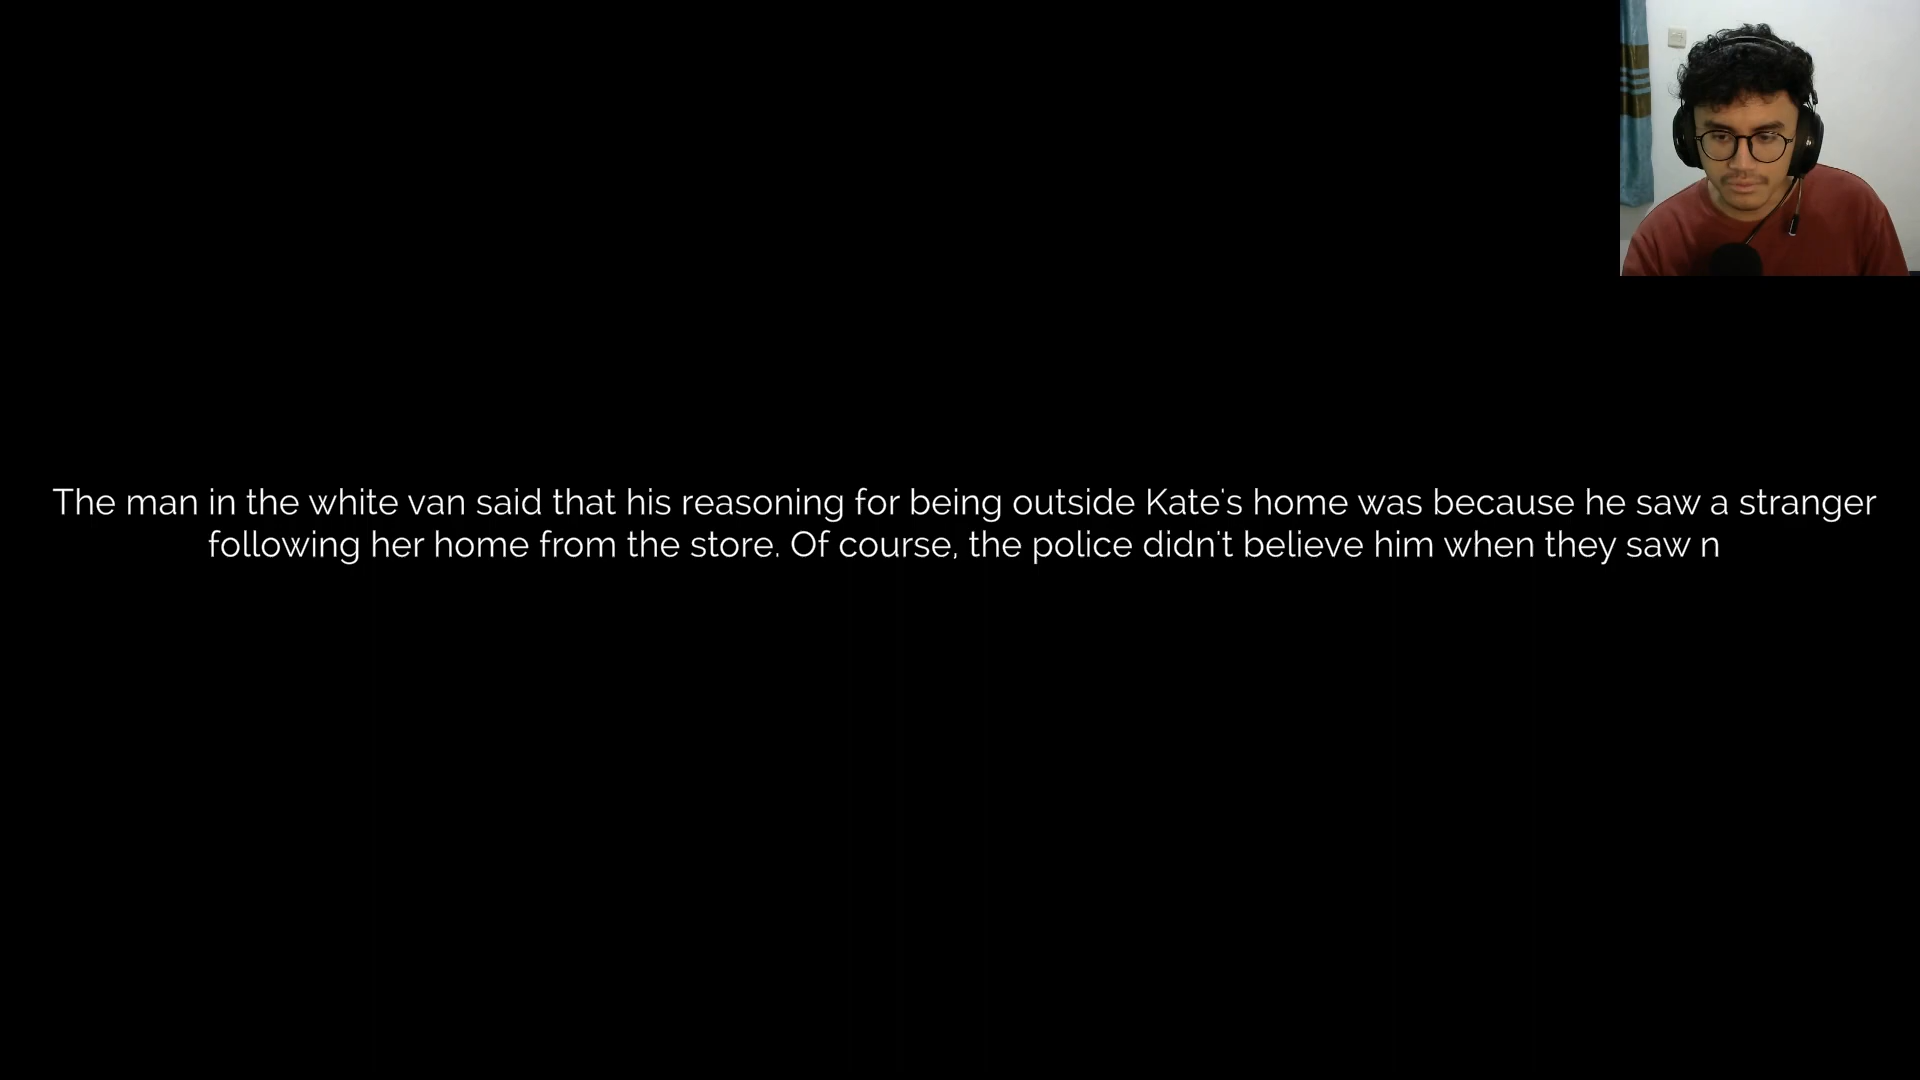 The man in the white van said that his reasoning for being outside Kate's home was because he saw a stranger
following her home from the store. Of course, the police didn't believe him when they saw n